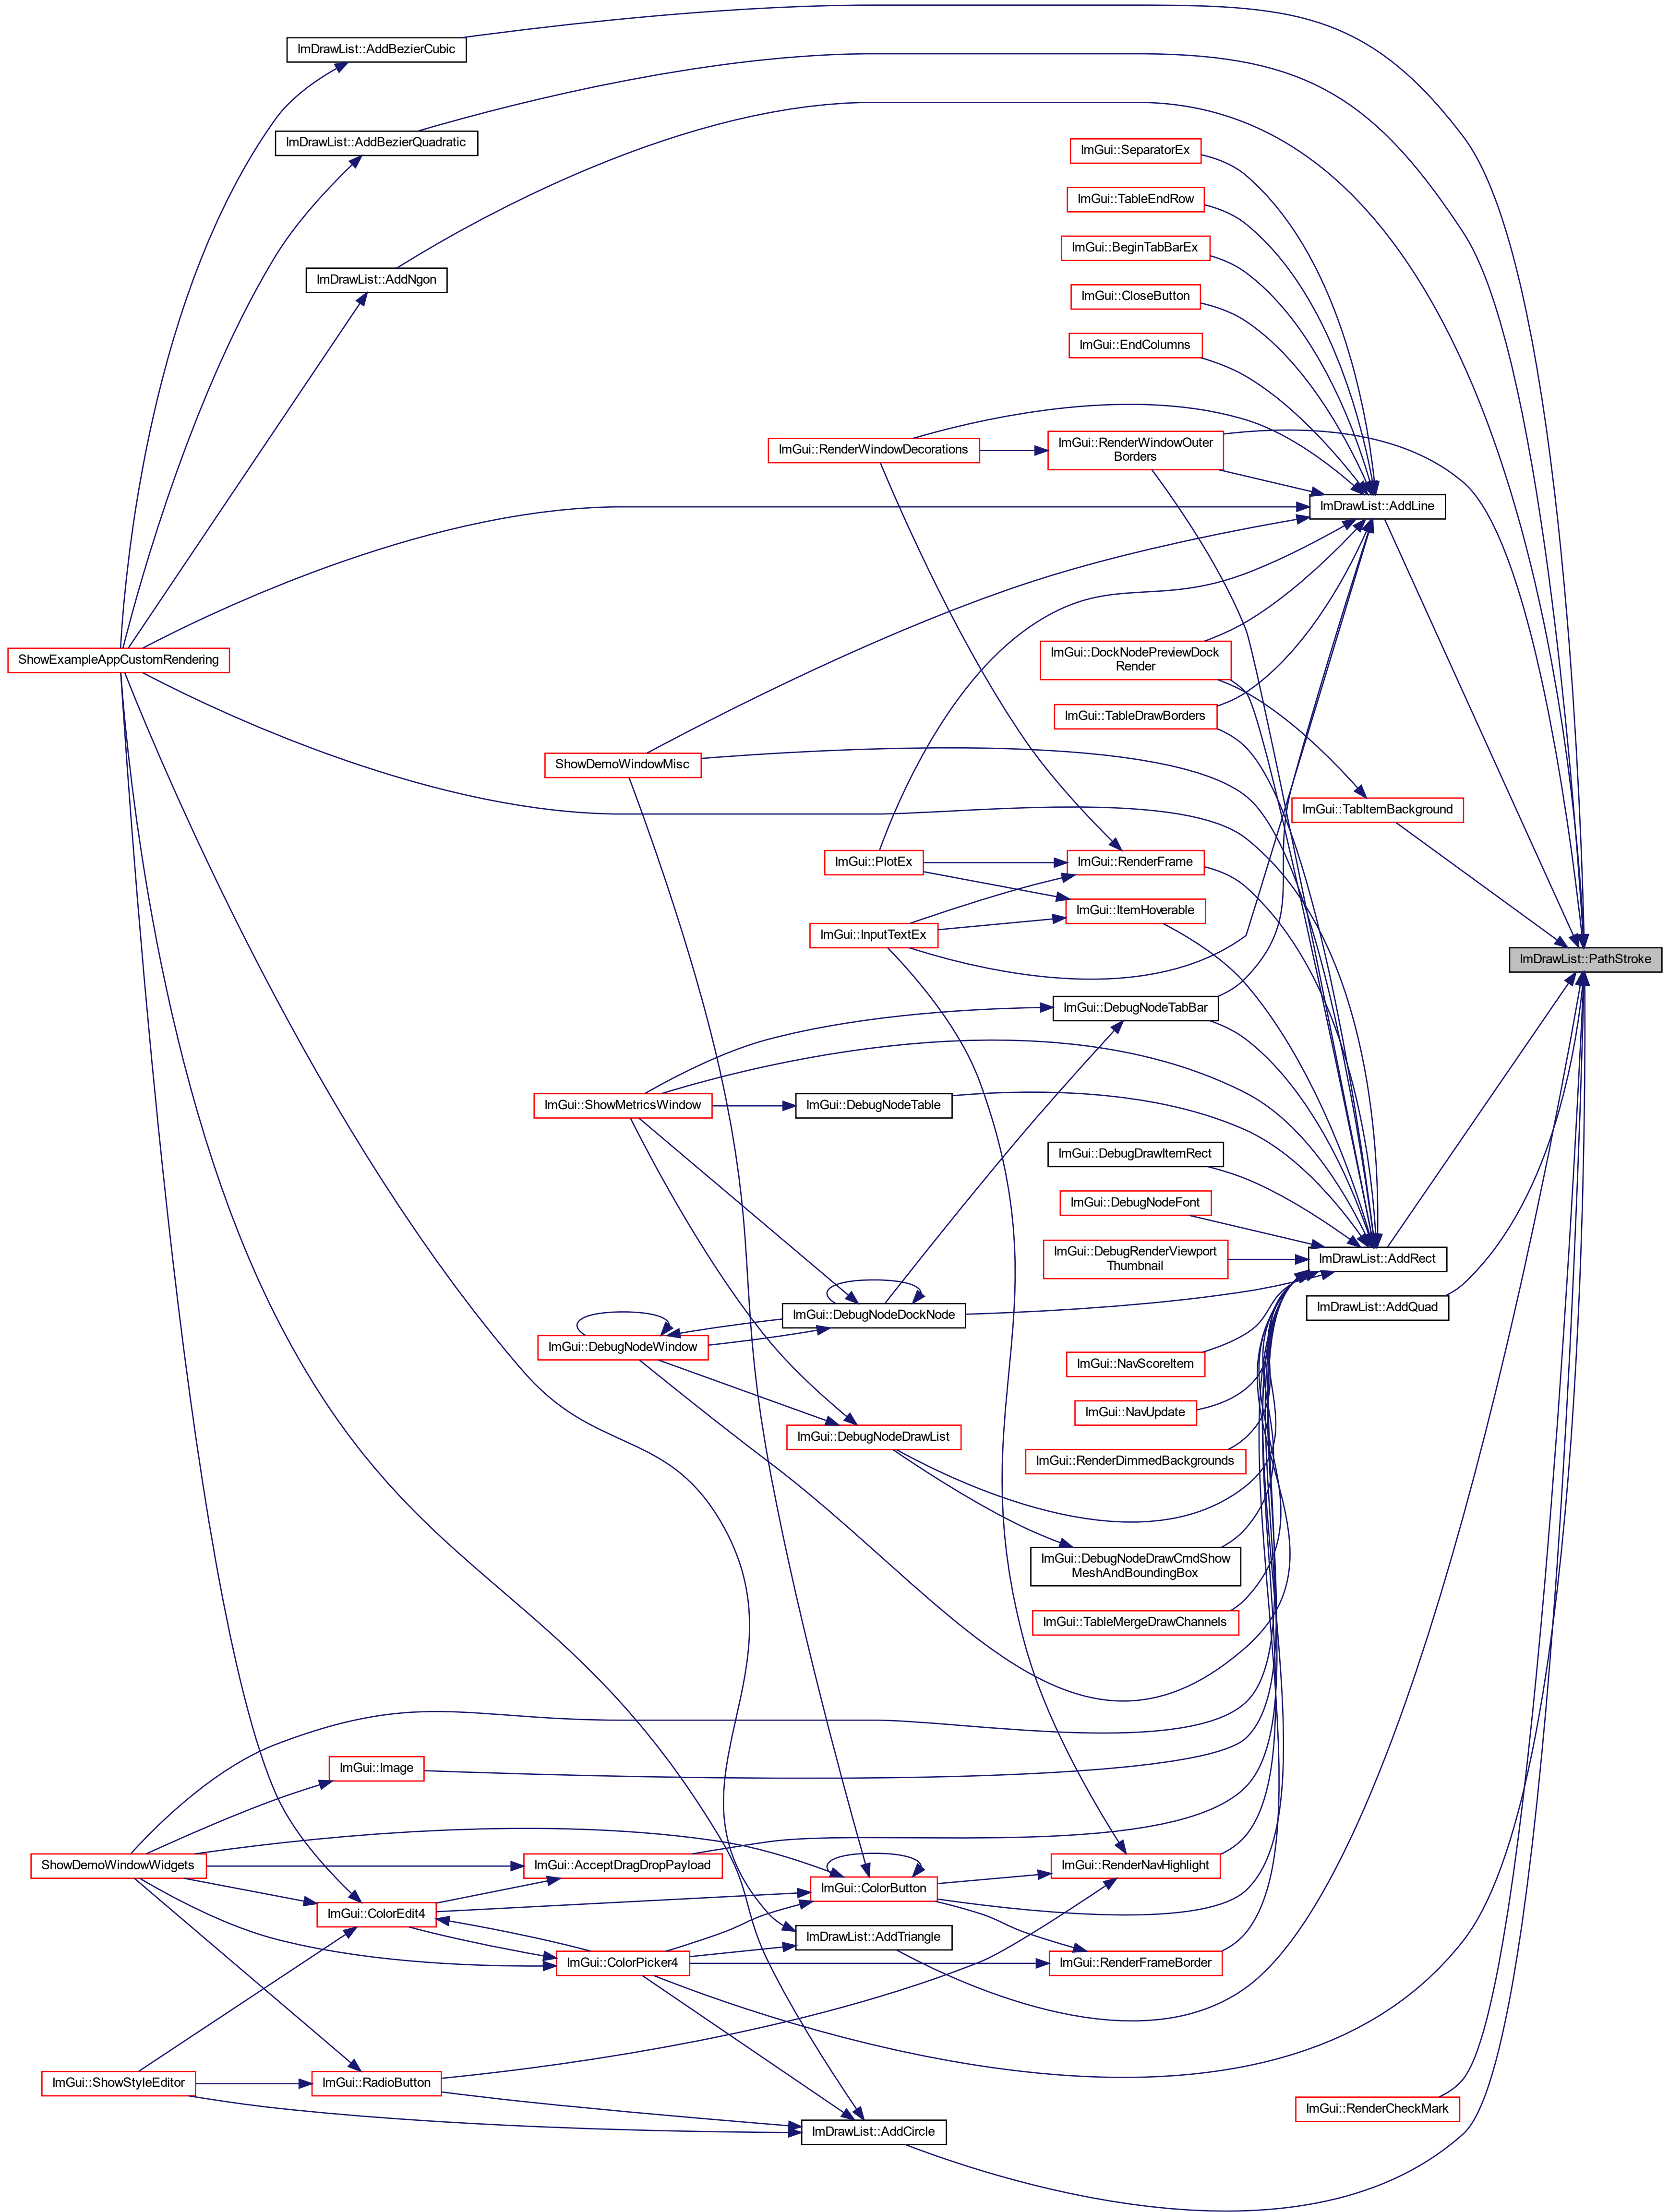 ImDrawList::AddBezierCubic
ImDrawList::AddBezierQuadratic
ImGui::SeparatorEx
ImGui::TableEndRow
ImGui::BeginTabBarEx
ImDrawList::AddNgon
ImGui::CloseButton
ImGui::EndColumns
ImGui::RenderWindowDecorations
ImGui::RenderWindowOuter
Borders
ImDrawList::AddLine
ShowExampleAppCustomRendering
ImGui::DockNodePreviewDock
Render
ImGui::TableDrawBorders
ShowDemoWindowMisc
ImGui::TabItemBackground
ImGui::PlotEx
ImGui::RenderFrame
ImGui::ItemHoverable
ImGui::InputTextEx
ImDrawList::PathStroke
ImGui::DebugNodeTabBar
ImGui::ShowMetricsWindow
ImGui::DebugNodeTable
ImGui::DebugDrawItemRect
ImGui::DebugNodeFont
ImGui::DebugRenderViewport
Thumbnail
ImDrawList::AddRect
ImDrawList::AddQuad
ImGui::DebugNodeDockNode
ImGui::DebugNodeWindow
ImGui::NavScoreItem
ImGui::NavUpdate
ImGui::DebugNodeDrawList
ImGui::RenderDimmedBackgrounds
ImGui::DebugNodeDrawCmdShow
MeshAndBoundingBox
ImGui::TableMergeDrawChannels
ImGui::Image
ShowDemoWindowWidgets
ImGui::AcceptDragDropPayload
ImGui::RenderNavHighlight
ImGui::ColorButton
ImGui::ColorEdit4
ImDrawList::AddTriangle
ImGui::ColorPicker4
ImGui::RenderFrameBorder
ImGui::ShowStyleEditor
ImGui::RadioButton
ImGui::RenderCheckMark
ImDrawList::AddCircle